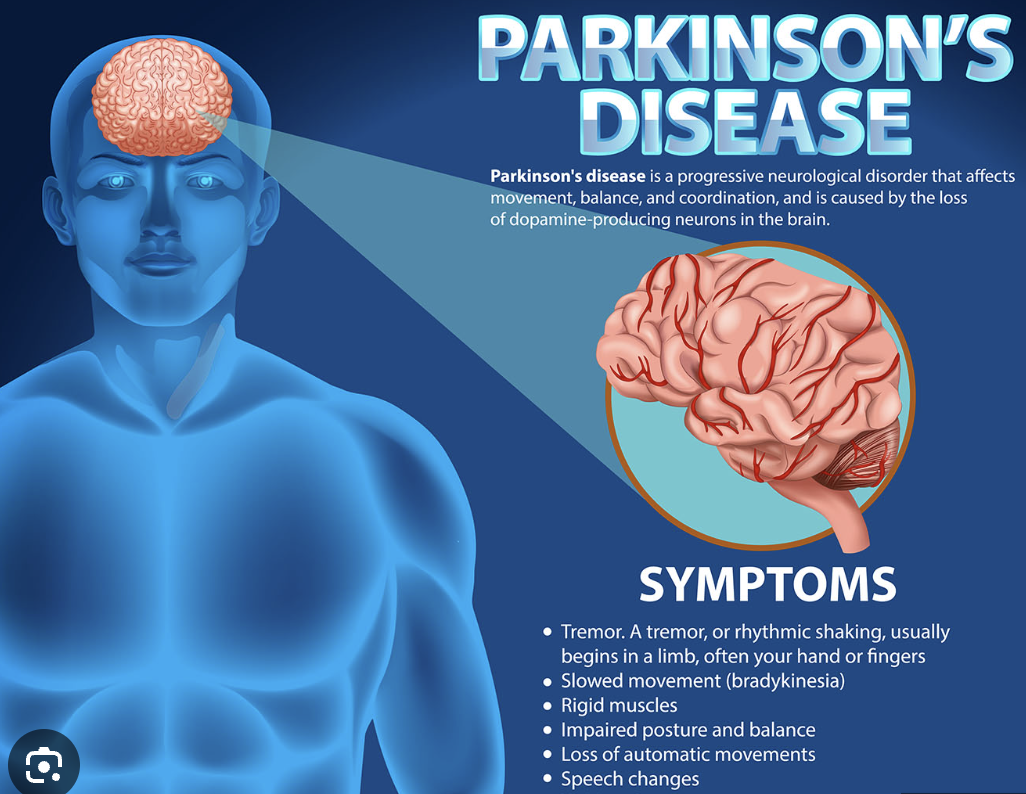 PARKINSON'S
DISEASE
Parkinson's disease is a progressive neurological disorder that affects
movement, balance, and coordination, and is caused by the loss
of dopamine-producing neurons in the brain.
SYMPTOMS
• Tremor. A tremor, or rhythmic shaking, usually
begins in a limb, often your hand or fingers
• Slowed movement (bradykinesia)
• Rigid muscles
• Impaired posture and balance
• Loss of automatic movements
• Speech changes